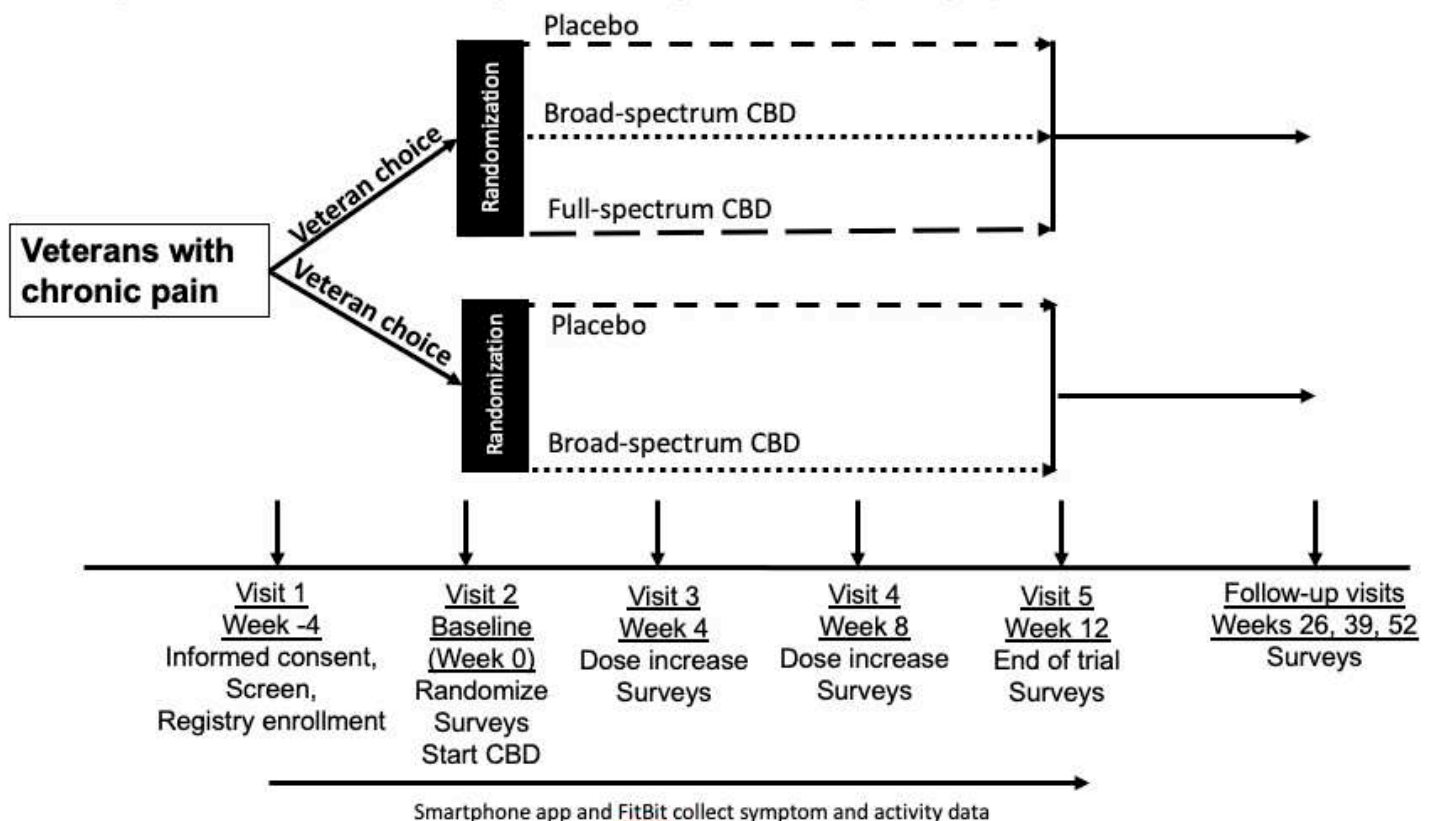 Placebo
Randomization
Broad-spectrum CBD
Veteran choice
Full-spectrum CBD
Veterans with
chronic pain
Veteran choice
Randomization
Placebo
Broad-spectrum CBD
Visit 1
Week -4
Informed consent,
Screen,
Registry enrollment
Visit 2
Baseline
(Week 0)
Randomize
Surveys
Start CBD
Visit 3
Week 4
Dose increase
Surveys
Visit 4
Week 8
Dose increase
Surveys
Visit 5
Week 12
End of trial
Surveys
Follow-up visits
Weeks 26, 39, 52
Surveys
Smartphone app and FitBit collect symptom and activity data